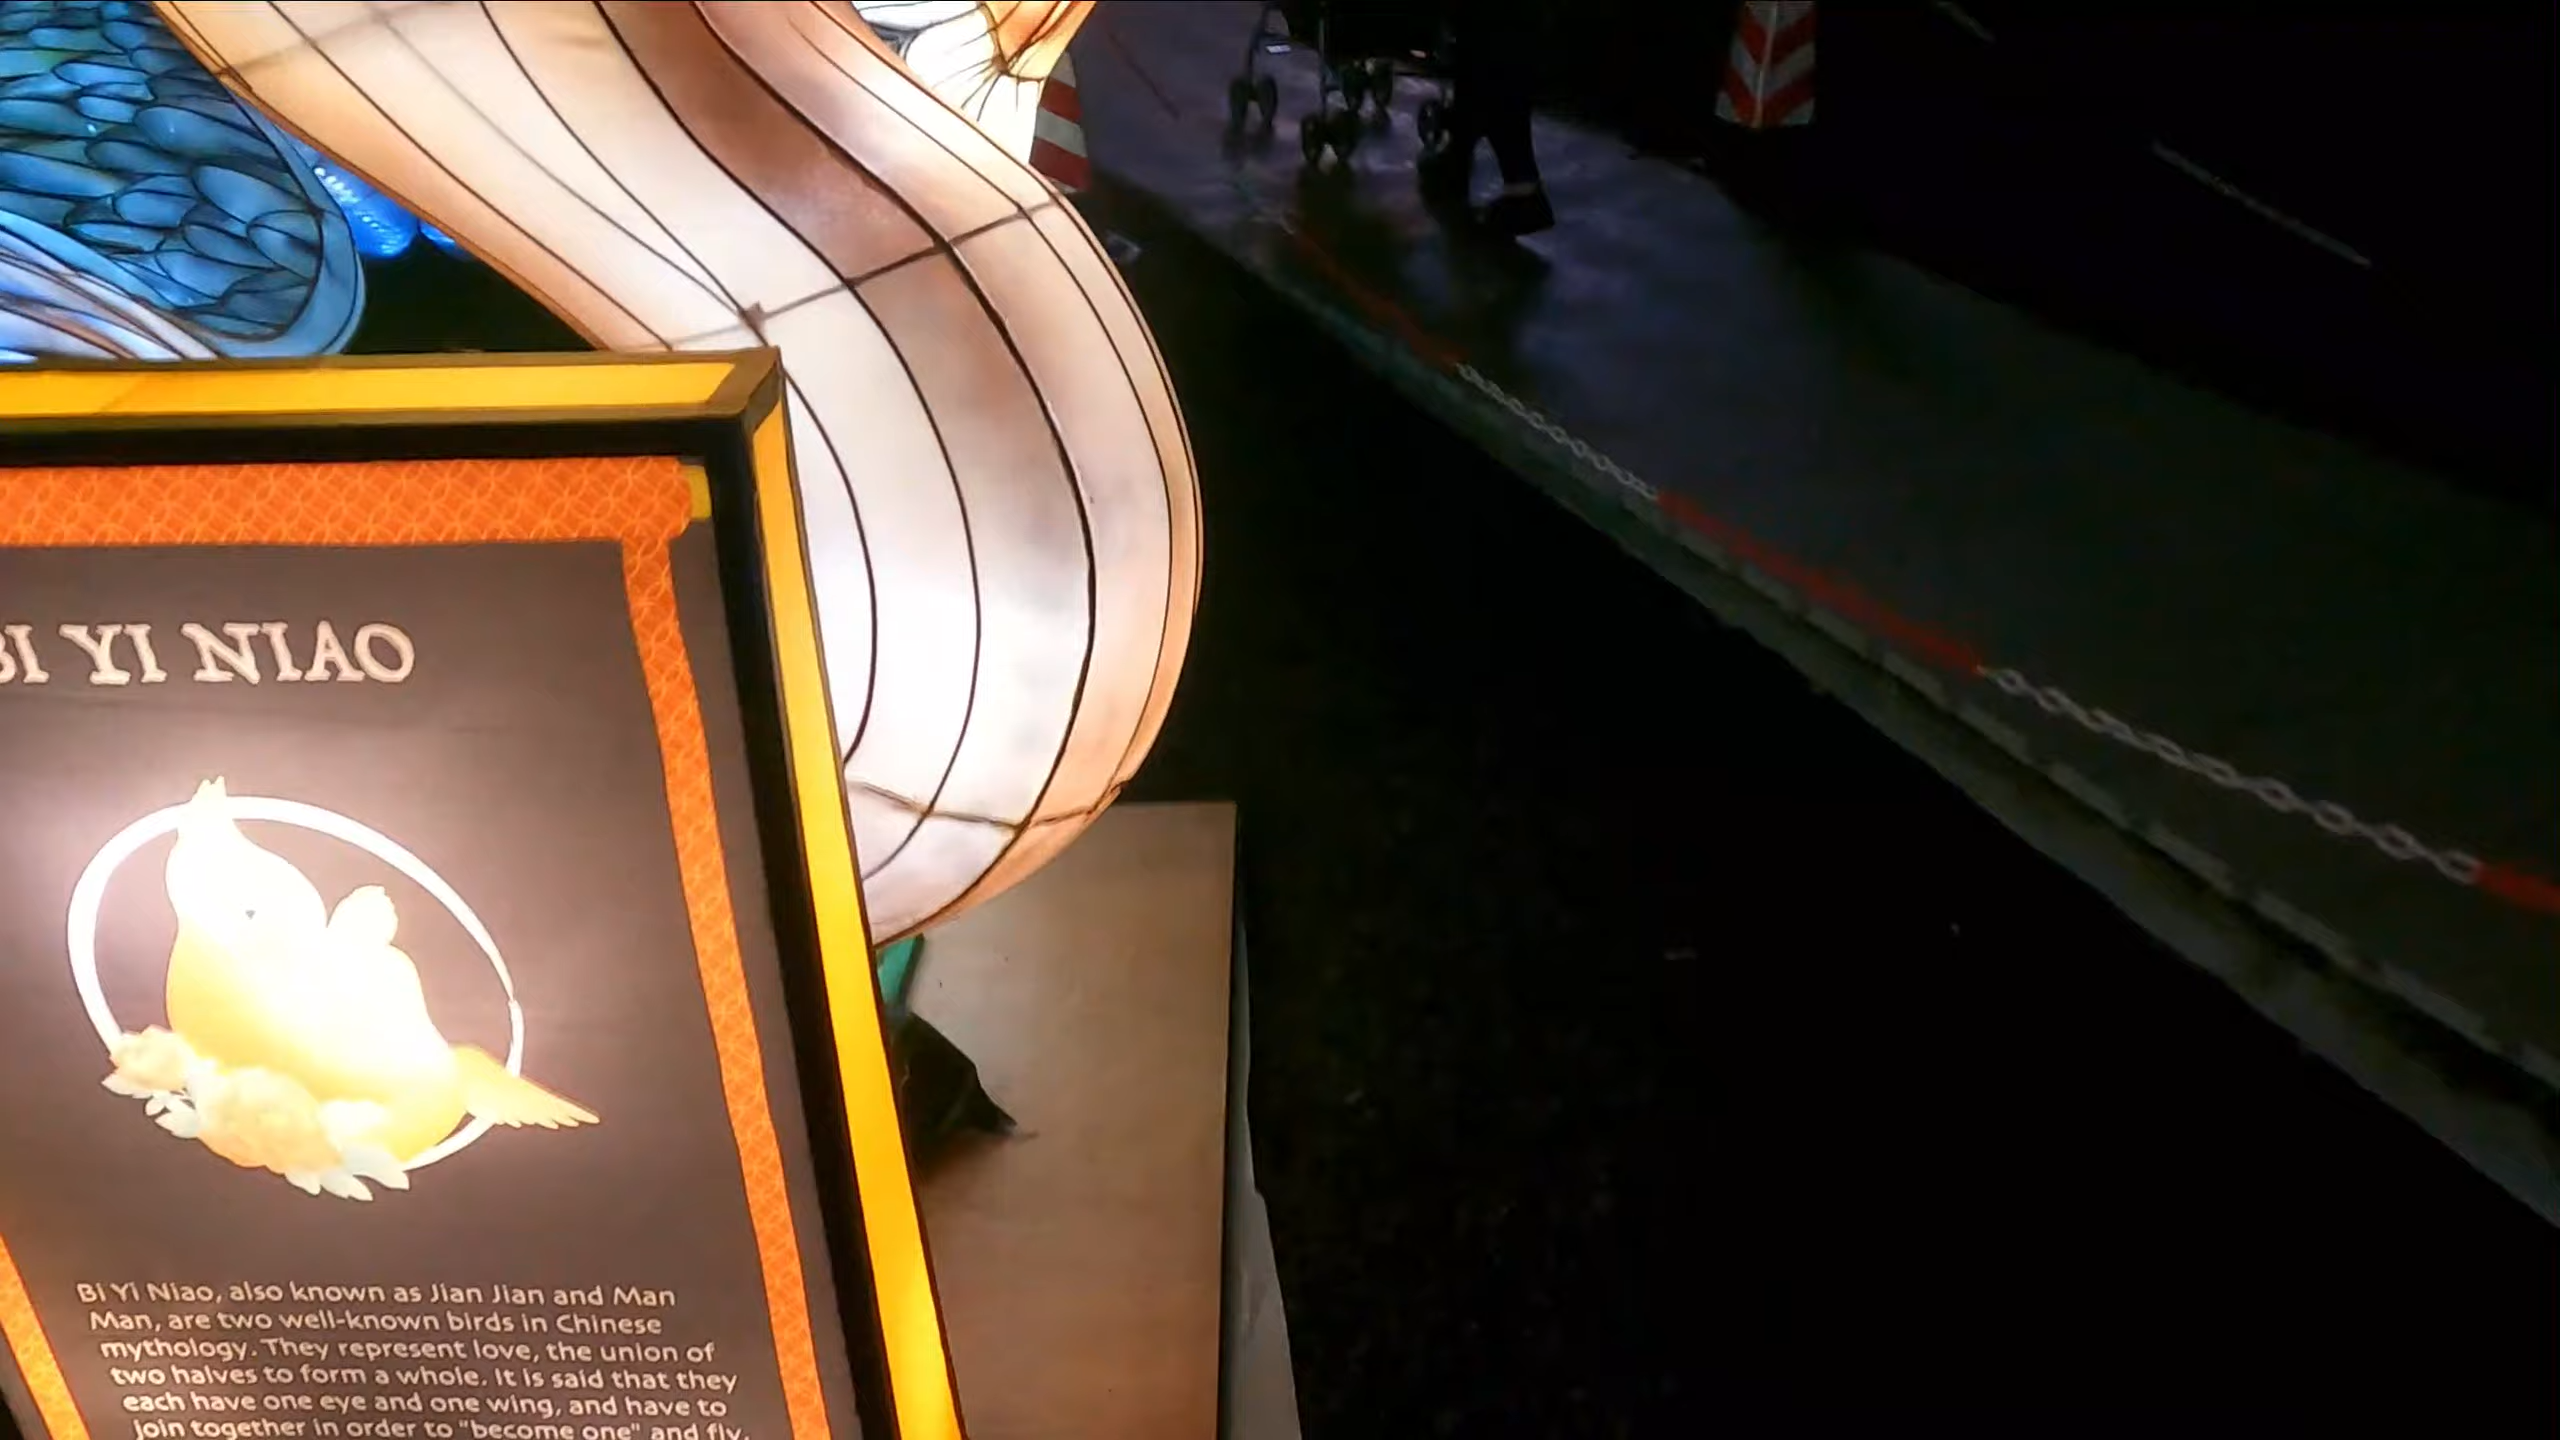 BI YI NIAO
Bi Yi Niao, also known as Jian Jian and Man
Man, are two well-known birds in Chinese
mythology. They represent love, the union of
two halves to form a whole. It is said that they
each have one eye and one wing, and have to
join together in order to "become one" and fly.